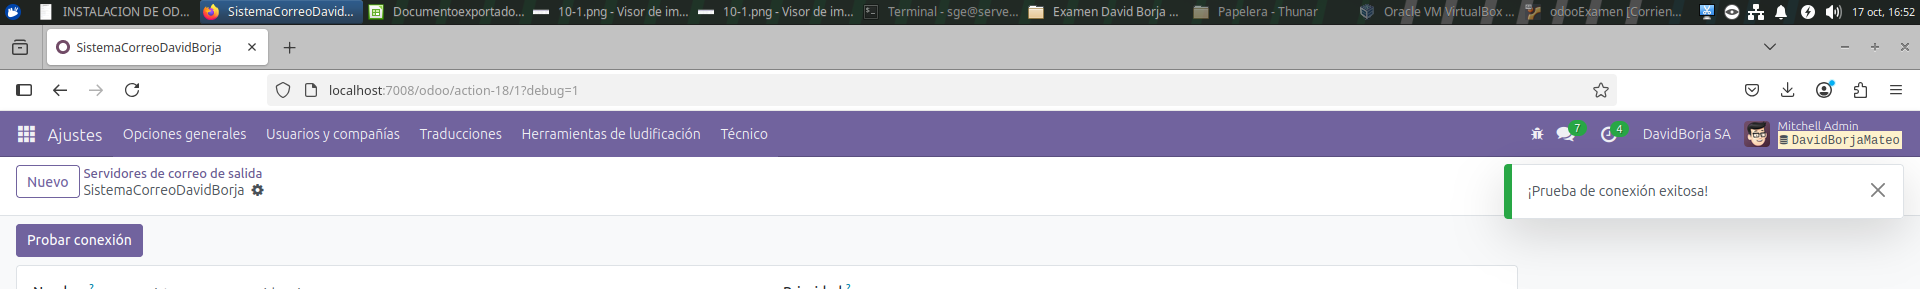 INSTALACION DE OD... SistemaCorreoDavid... Documentoexportado... 10-1.png - Visor de im... 10-1.png - Visor de im... Terminal - sge@serve... Examen David Borja ... Papelera - Thunar Oracle VM VirtualBox ... odooExamen [Corrien... 17 oct, 16:52
SistemaCorreoDavidBorja
localhost:7008/odoo/action-18/1?debug=1
Ajustes Opciones generales Usuarios y compañías Traducciones Herramientas de ludificación Técnico 7 4 DavidBorja SA Mitchell Admin
DavidBorjaMateo
Nuevo Servidores de correo de salida
SistemaCorreoDavidBorja
¡Prueba de conexión exitosa!
Probar conexión